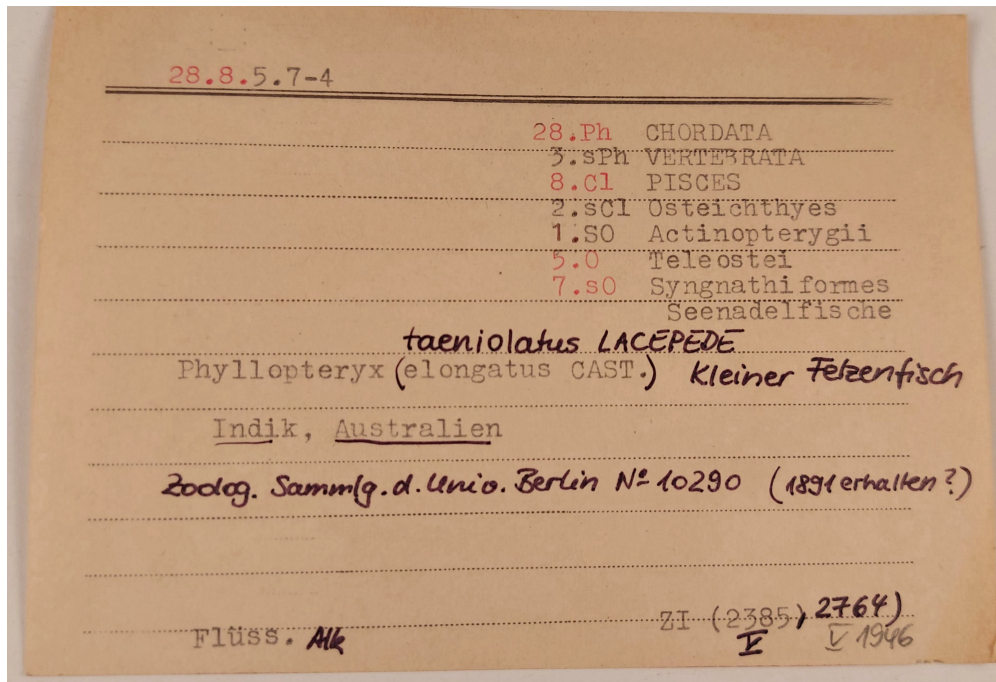 28.8.5.7-4
28.Ph CHORDATA
3.sPh VERTEBRATA
8.Cl PISCES
2.sCl Osteichthyes
1.SO Actinopterygii
5.O Teleostei
7.sO Syngnathiformes
Seenadelfische
taeniolatus LACEPEDE
Phyllopteryx (elongatus CAST.) Kleiner Fetzenfisch
Indik, Australien
Zoolog. Sammlg. d. Univ. Berlin Nº 10290 (1891 erhalten?)
ZI (2385, 2764)
Flüss. Alk V V 1946